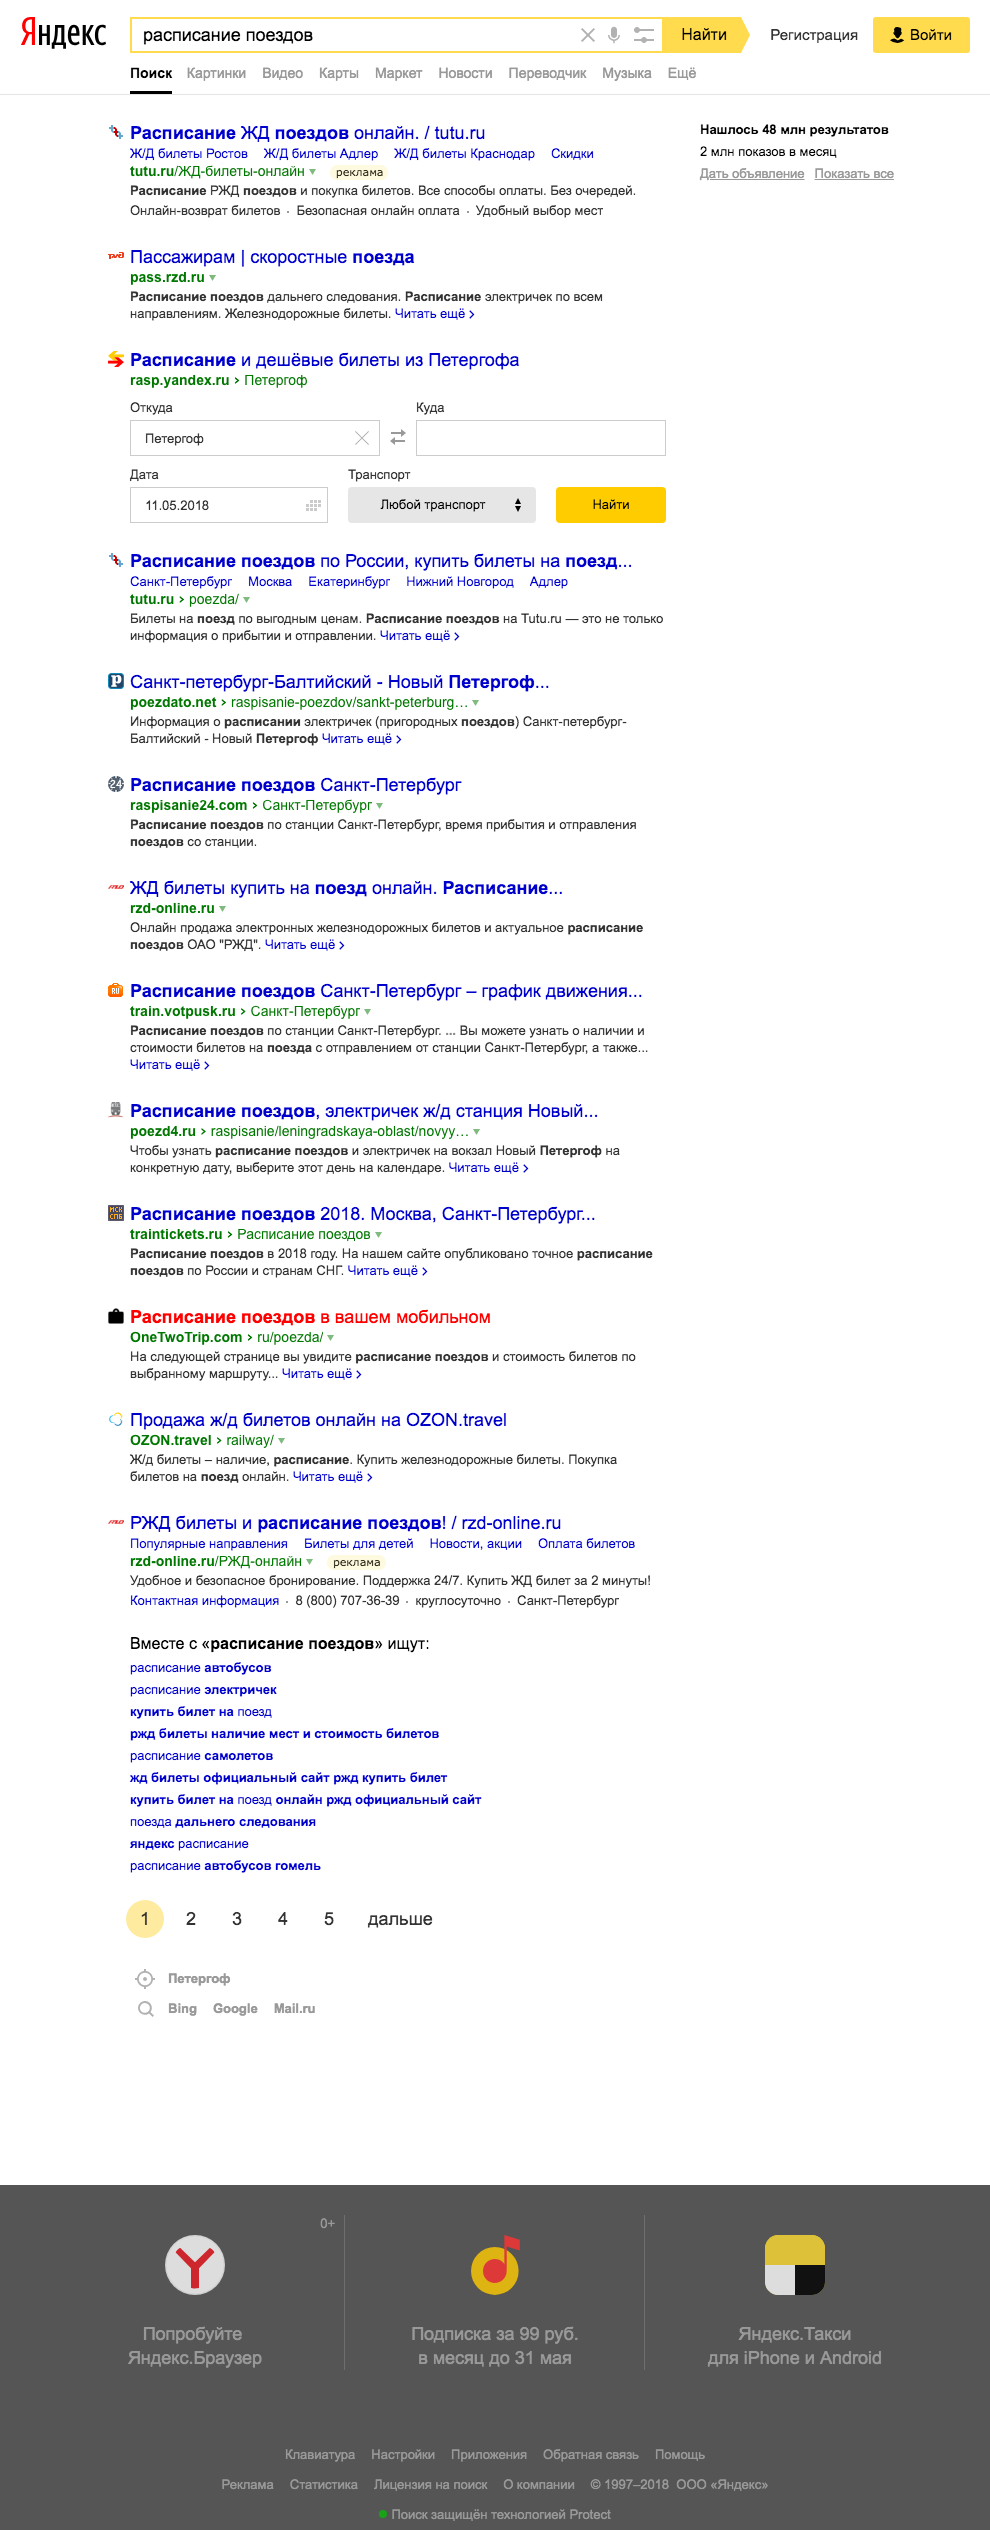 Яндекс
расписание поездов
Найти
Регистрация
Войти
Поиск Картинки Видео Карты Маркет Новости Переводчик Музыка Ещё
Расписание ЖД поездов онлайн. / tutu.ru
Ж/Д билеты Ростов Ж/Д билеты Адлер Ж/Д билеты Краснодар Скидки
tutu.ru/ЖД-билеты-онлайн реклама
Расписание РЖД поездов и покупка билетов. Все способы оплаты. Без очередей.
Онлайн-возврат билетов · Безопасная онлайн оплата · Удобный выбор мест
Нашлось 48 млн результатов
2 млн показов в месяц
Дать объявление Показать все
Пассажирам | скоростные поезда
pass.rzd.ru
Расписание поездов дальнего следования. Расписание электричек по всем
направлениям. Железнодорожные билеты. Читать ещё ›
Расписание и дешёвые билеты из Петергофа
rasp.yandex.ru › Петергоф
Откуда Куда
Петергоф
Дата Транспорт
11.05.2018 Любой транспорт Найти
Расписание поездов по России, купить билеты на поезд...
Санкт-Петербург Москва Екатеринбург Нижний Новгород Адлер
tutu.ru › poezda/
Билеты на поезд по выгодным ценам. Расписание поездов на Tutu.ru — это не только
информация о прибытии и отправлении. Читать ещё ›
Санкт-петербург-Балтийский - Новый Петергоф...
poezdato.net › raspisanie-poezdov/sankt-peterburg…
Информация о расписании электричек (пригородных поездов) Санкт-петербург-
Балтийский - Новый Петергоф Читать ещё ›
24
Расписание поездов Санкт-Петербург
raspisanie24.com › Санкт-Петербург
Расписание поездов по станции Санкт-Петербург, время прибытия и отправления
поездов со станции.
ЖД билеты купить на поезд онлайн. Расписание...
rzd-online.ru
Онлайн продажа электронных железнодорожных билетов и актуальное расписание
поездов ОАО "РЖД". Читать ещё ›
RU
Расписание поездов Санкт-Петербург – график движения...
train.votpusk.ru › Санкт-Петербург
Расписание поездов по станции Санкт-Петербург. ... Вы можете узнать о наличии и
стоимости билетов на поезда с отправлением от станции Санкт-Петербург, а также...
Читать ещё ›
Расписание поездов, электричек ж/д станция Новый...
poezd4.ru › raspisanie/leningradskaya-oblast/novyy…
Чтобы узнать расписание поездов и электричек на вокзал Новый Петергоф на
конкретную дату, выберите этот день на календаре. Читать ещё ›
МСК
СПБ
Расписание поездов 2018. Москва, Санкт-Петербург...
traintickets.ru › Расписание поездов
Расписание поездов в 2018 году. На нашем сайте опубликовано точное расписание
поездов по России и странам СНГ. Читать ещё ›
Расписание поездов в вашем мобильном
OneTwoTrip.com › ru/poezda/
На следующей странице вы увидите расписание поездов и стоимость билетов по
выбранному маршруту... Читать ещё ›
Продажа ж/д билетов онлайн на OZON.travel
OZON.travel › railway/
Ж/д билеты – наличие, расписание. Купить железнодорожные билеты. Покупка
билетов на поезд онлайн. Читать ещё ›
РЖД билеты и расписание поездов! / rzd-online.ru
Популярные направления Билеты для детей Новости, акции Оплата билетов
rzd-online.ru/РЖД-онлайн реклама
Удобное и безопасное бронирование. Поддержка 24/7. Купить ЖД билет за 2 минуты!
Контактная информация · 8 (800) 707-36-39 · круглосуточно · Санкт-Петербург
Вместе с «расписание поездов» ищут:
расписание автобусов
расписание электричек
купить билет на поезд
ржд билеты наличие мест и стоимость билетов
расписание самолетов
жд билеты официальный сайт ржд купить билет
купить билет на поезд онлайн ржд официальный сайт
поезда дальнего следования
яндекс расписание
расписание автобусов гомель
1 2 3 4 5 дальше
Петергоф
Bing Google Mail.ru
0+
Попробуйте
Яндекс.Браузер
Подписка за 99 руб.
в месяц до 31 мая
Яндекс.Такси
для iPhone и Android
Клавиатура Настройки Приложения Обратная связь Помощь
Реклама Статистика Лицензия на поиск О компании © 1997–2018 ООО «Яндекс»
Поиск защищён технологией Protect